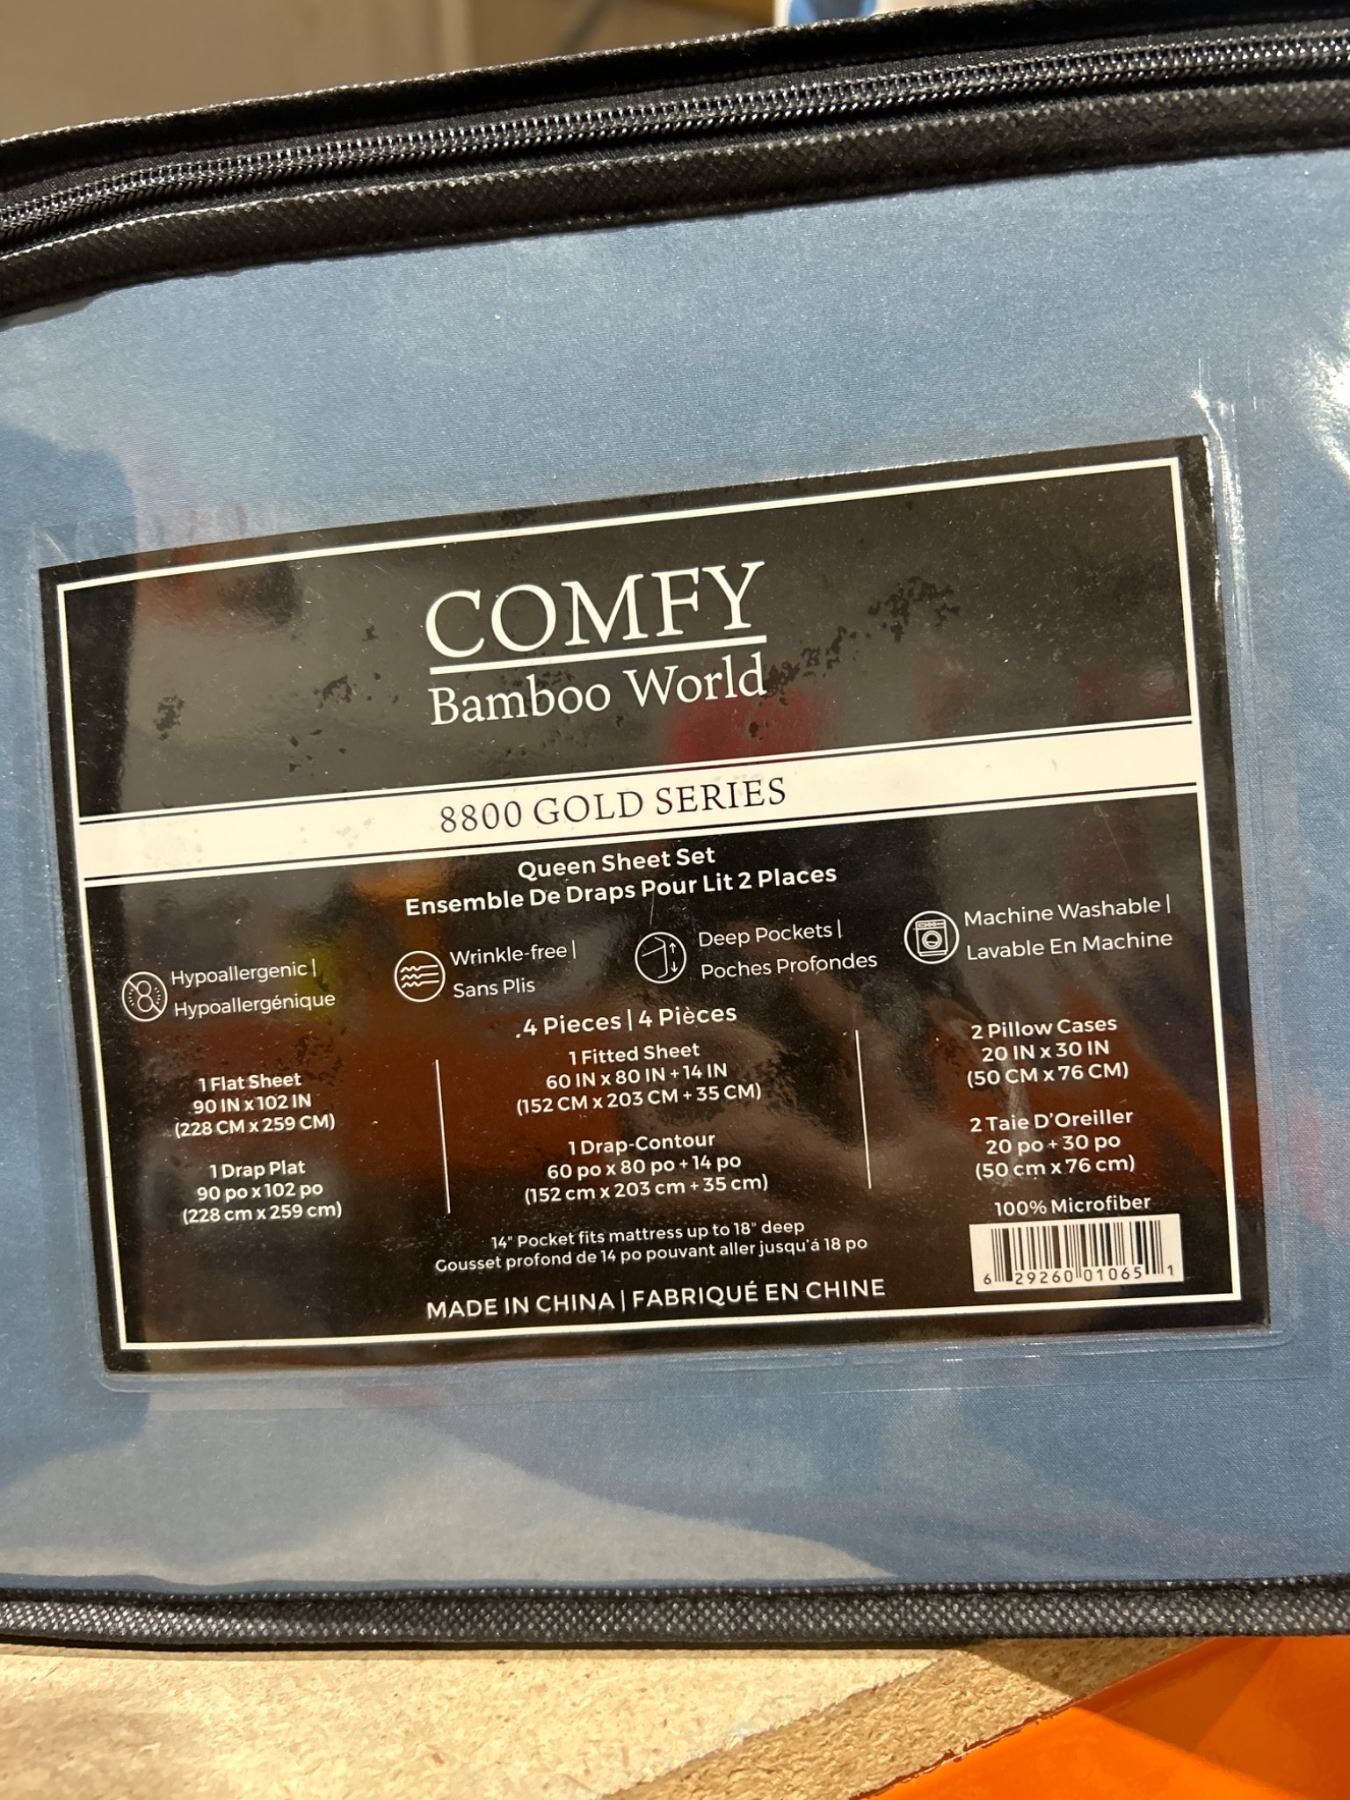 COMFY
Bamboo World
8800 GOLD SERIES
Queen Sheet Set
Ensemble De Draps Pour Lit 2 Places
Hypoallergenic |
Hypoallergénique
Wrinkle-free |
Sans Plis
Deep Pockets |
Poches Profondes
Machine Washable |
Lavable En Machine
4 Pieces | 4 Pièces
1 Flat Sheet
90 IN x 102 IN
(228 CM x 259 CM)
1 Drap Plat
90 po x 102 po
(228 cm x 259 cm)
1 Fitted Sheet
60 IN x 80 IN + 14 IN
(152 CM x 203 CM + 35 CM)
1 Drap-Contour
60 po x 80 po + 14 po
(152 cm x 203 cm + 35 cm)
2 Pillow Cases
20 IN x 30 IN
(50 CM x 76 CM)
2 Taie D'Oreiller
20 po + 30 po
(50 cm x 76 cm)
14" Pocket fits mattress up to 18" deep
Gousset profond de 14 po pouvant aller jusqu'á 18 po
MADE IN CHINA | FABRIQUÉ EN CHINE
100% Microfiber
6 29260 01065 1